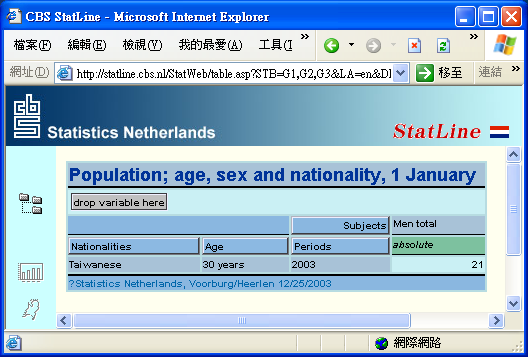 CBS StatLine - Microsoft Internet Explorer
檔案(F) 編輯(E) 檢視(V) 我的最愛(A) 工具(
網址(D) http://statline.cbs.nl/StatWeb/table.asp?STB=G1,G2,G3&LA=en&DI 移至 連結
Statistics Netherlands
StatLine
Population; age, sex and nationality, 1 January
drop variable here
Subjects Men total
Nationalities Age Periods absolute
Taiwanese 30 years 2003 21
?Statistics Netherlands, Voorburg/Heerlen 12/25/2003
網際網路